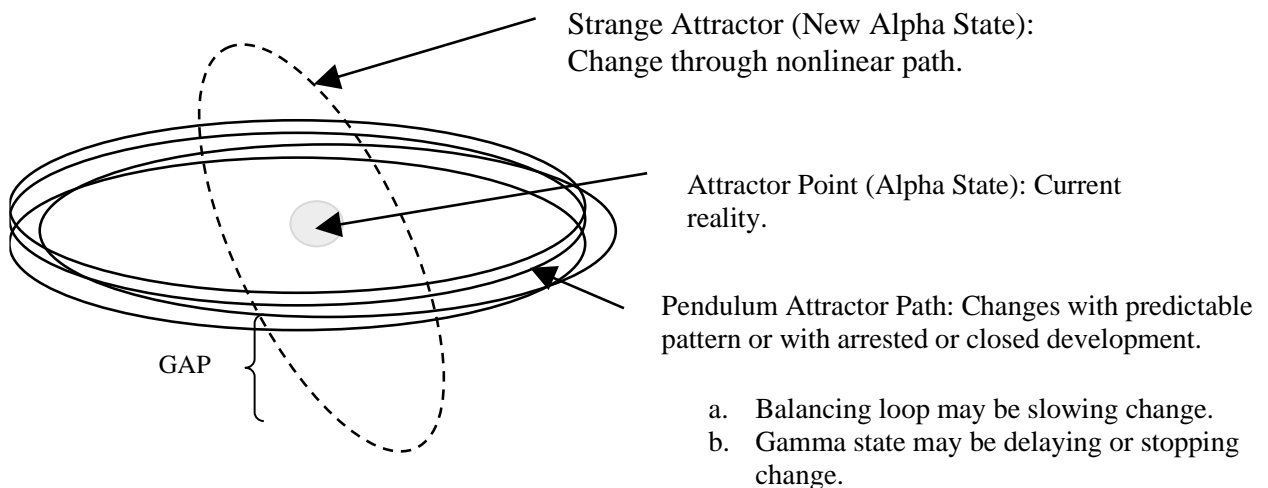 Strange Attractor (New Alpha State):
Change through nonlinear path.
Attractor Point (Alpha State): Current
reality.
Pendulum Attractor Path: Changes with predictable
pattern or with arrested or closed development.
GAP
a. Balancing loop may be slowing change.
b. Gamma state may be delaying or stopping
change.